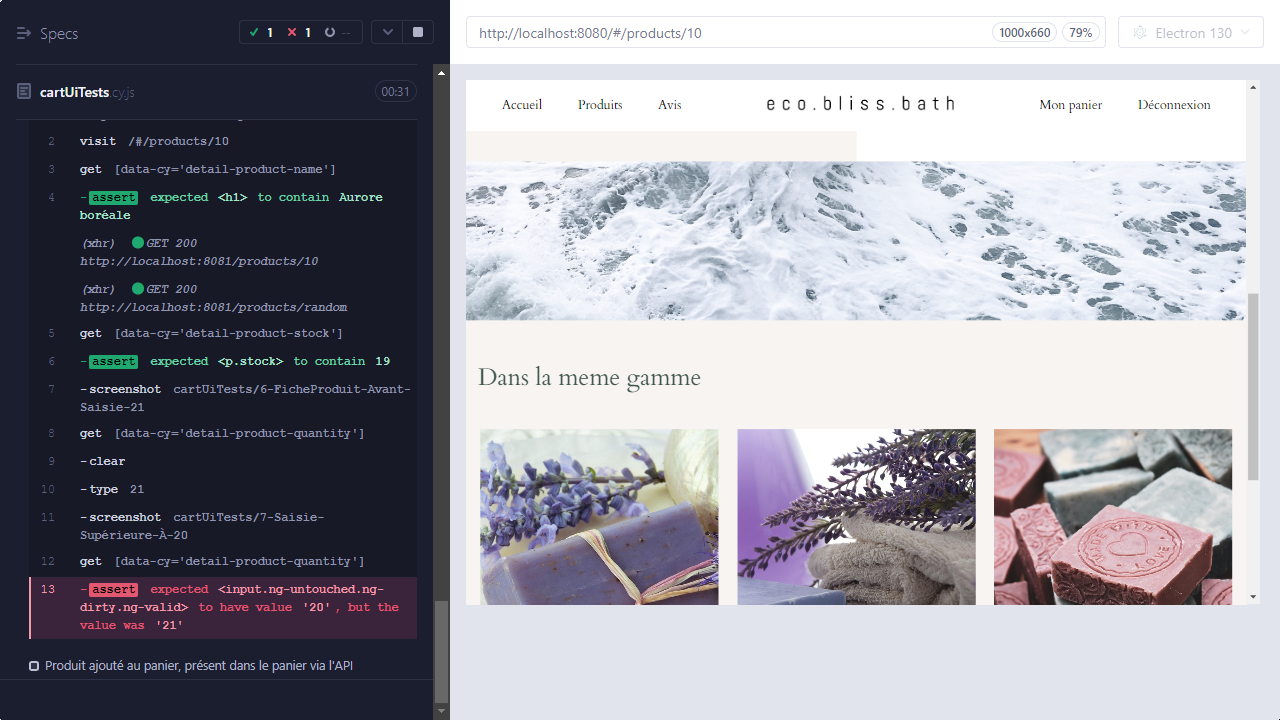 Specs
1
1
--
http://localhost:8080/#/products/10
1000x660
79%
Electron 130
cartUiTests cy.js
00:31
2 visit /#/products/10
3 get [data-cy='detail-product-name']
4 -assert expected <h1> to contain Aurore
boréale
(xhr) GET 200
http://localhost:8081/products/10
(xhr) GET 200
http://localhost:8081/products/random
5 get [data-cy='detail-product-stock']
6 -assert expected <p.stock> to contain 19
7 -screenshot cartUiTests/6-FicheProduit-Avant-
Saisie-21
8 get [data-cy='detail-product-quantity']
9 -clear
10 -type 21
11 -screenshot cartUiTests/7-Saisie-
Supérieure-À-20
12 get [data-cy='detail-product-quantity']
13 -assert expected <input.ng-untouched.ng-
dirty.ng-valid> to have value '20', but the
value was '21'
Produit ajouté au panier, présent dans le panier via l'API
Accueil
Produits
Avis
eco.bliss.bath
Mon panier
Déconnexion
Dans la meme gamme
MADE WITH
LOVE